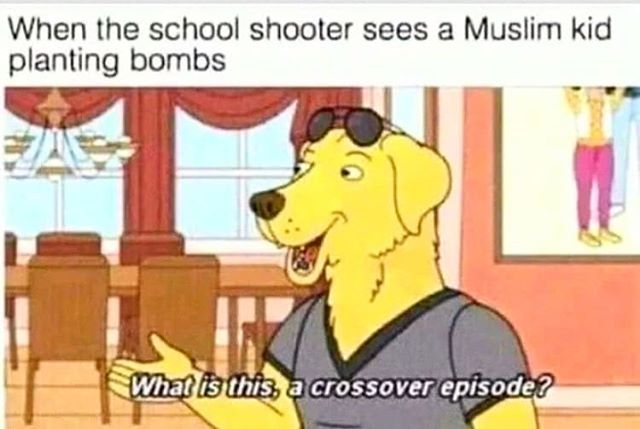 When the school shooter sees a Muslim kid
planting bombs
What is this, a crossover episode?